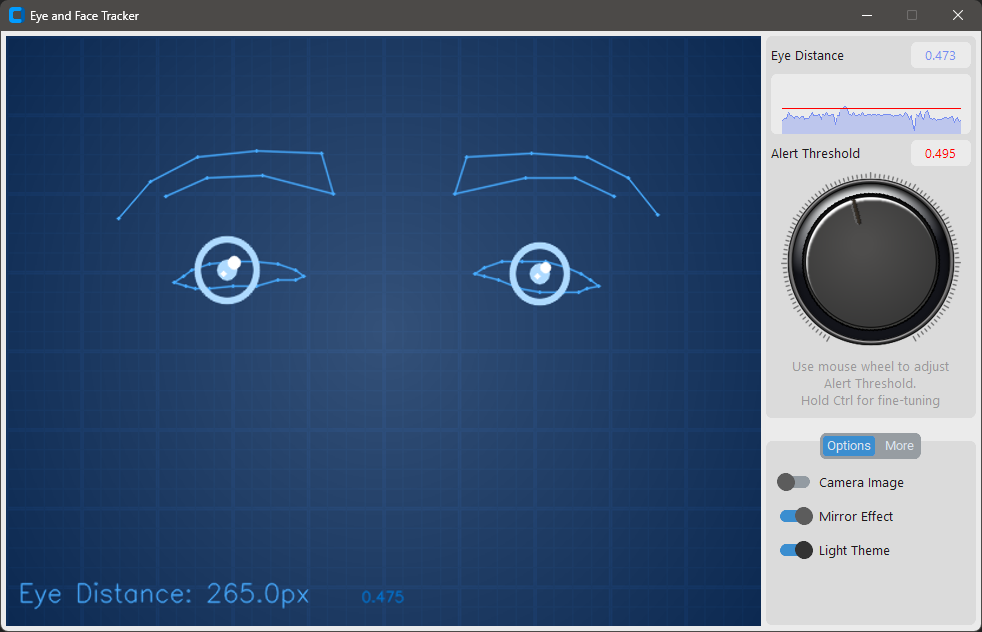 Eye and Face Tracker
Eye Distance
0.473
Alert Threshold
0.495
Use mouse wheel to adjust
Alert Threshold.
Hold Ctrl for fine-tuning
Options
More
Camera Image
Mirror Effect
Light Theme
Eye Distance: 265.0px
0.475